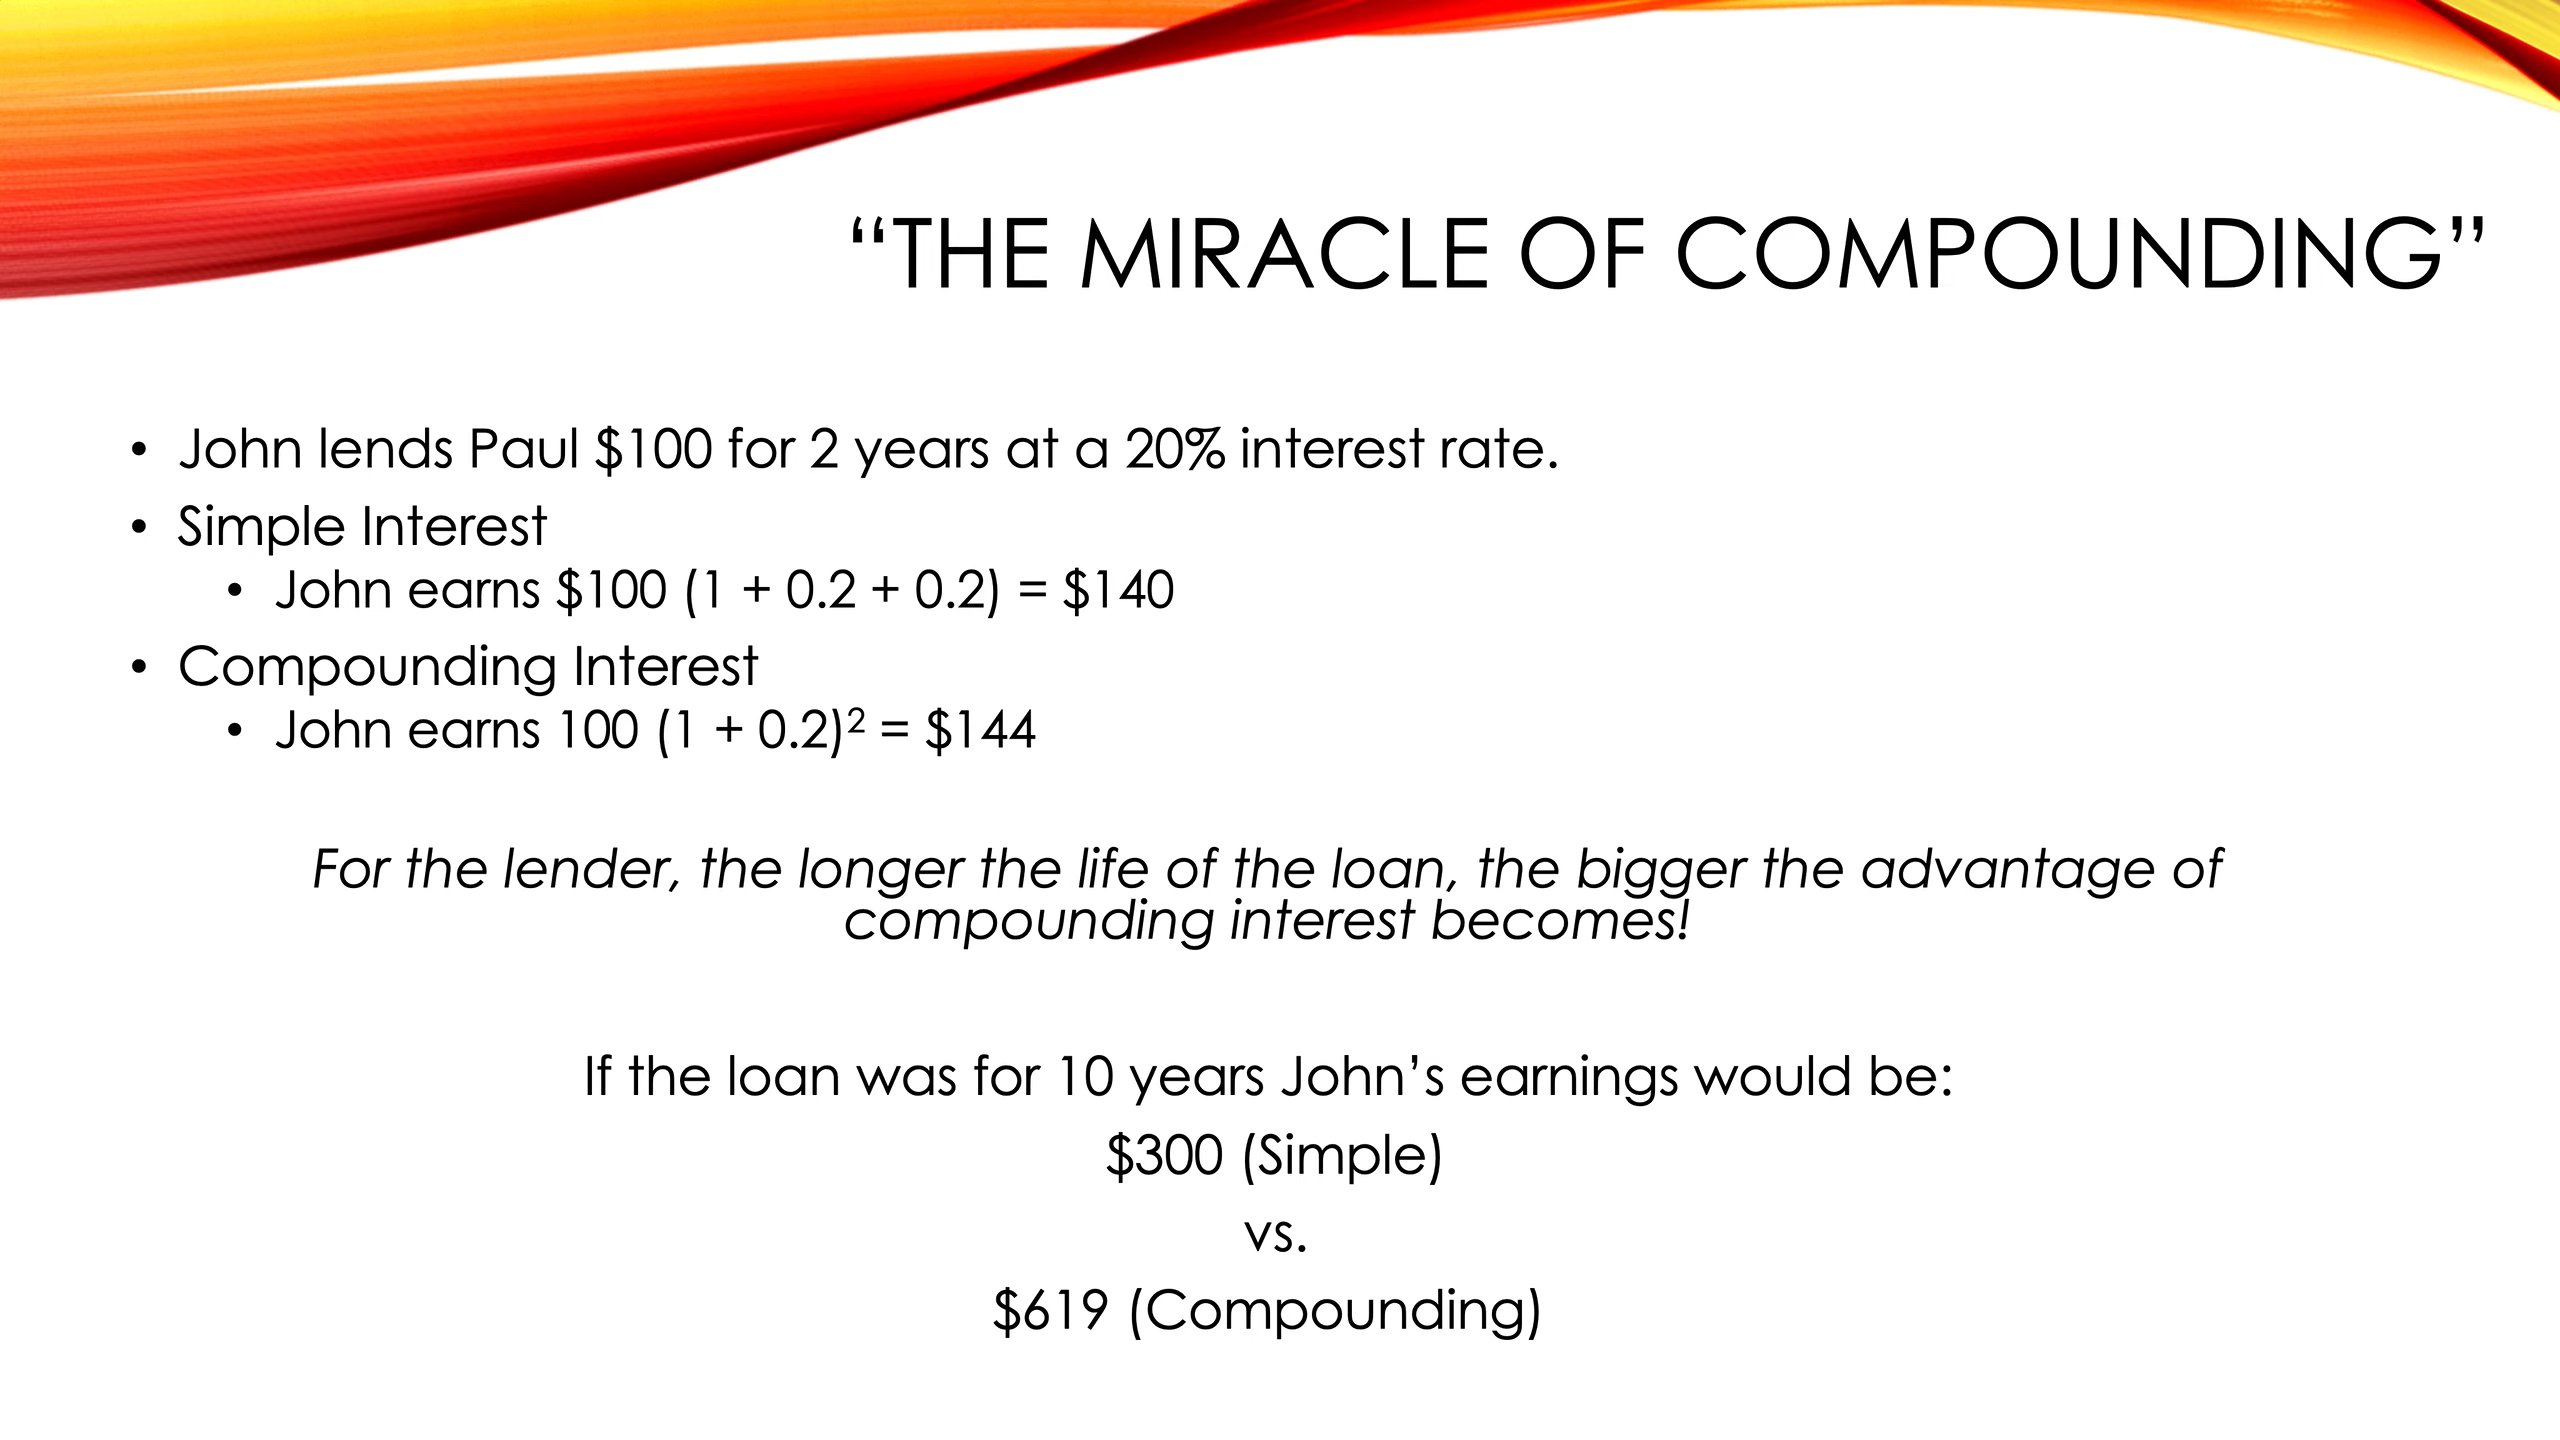 “THE MIRACLE OF COMPOUNDING”
• John lends Paul $100 for 2 years at a 20% interest rate.
• Simple Interest
• John earns $100 (1 + 0.2 + 0.2) = $140
• Compounding Interest
• John earns 100 (1 + 0.2)² = $144
For the lender, the longer the life of the loan, the bigger the advantage of
compounding interest becomes!
If the loan was for 10 years John’s earnings would be:
$300 (Simple)
vs.
$619 (Compounding)